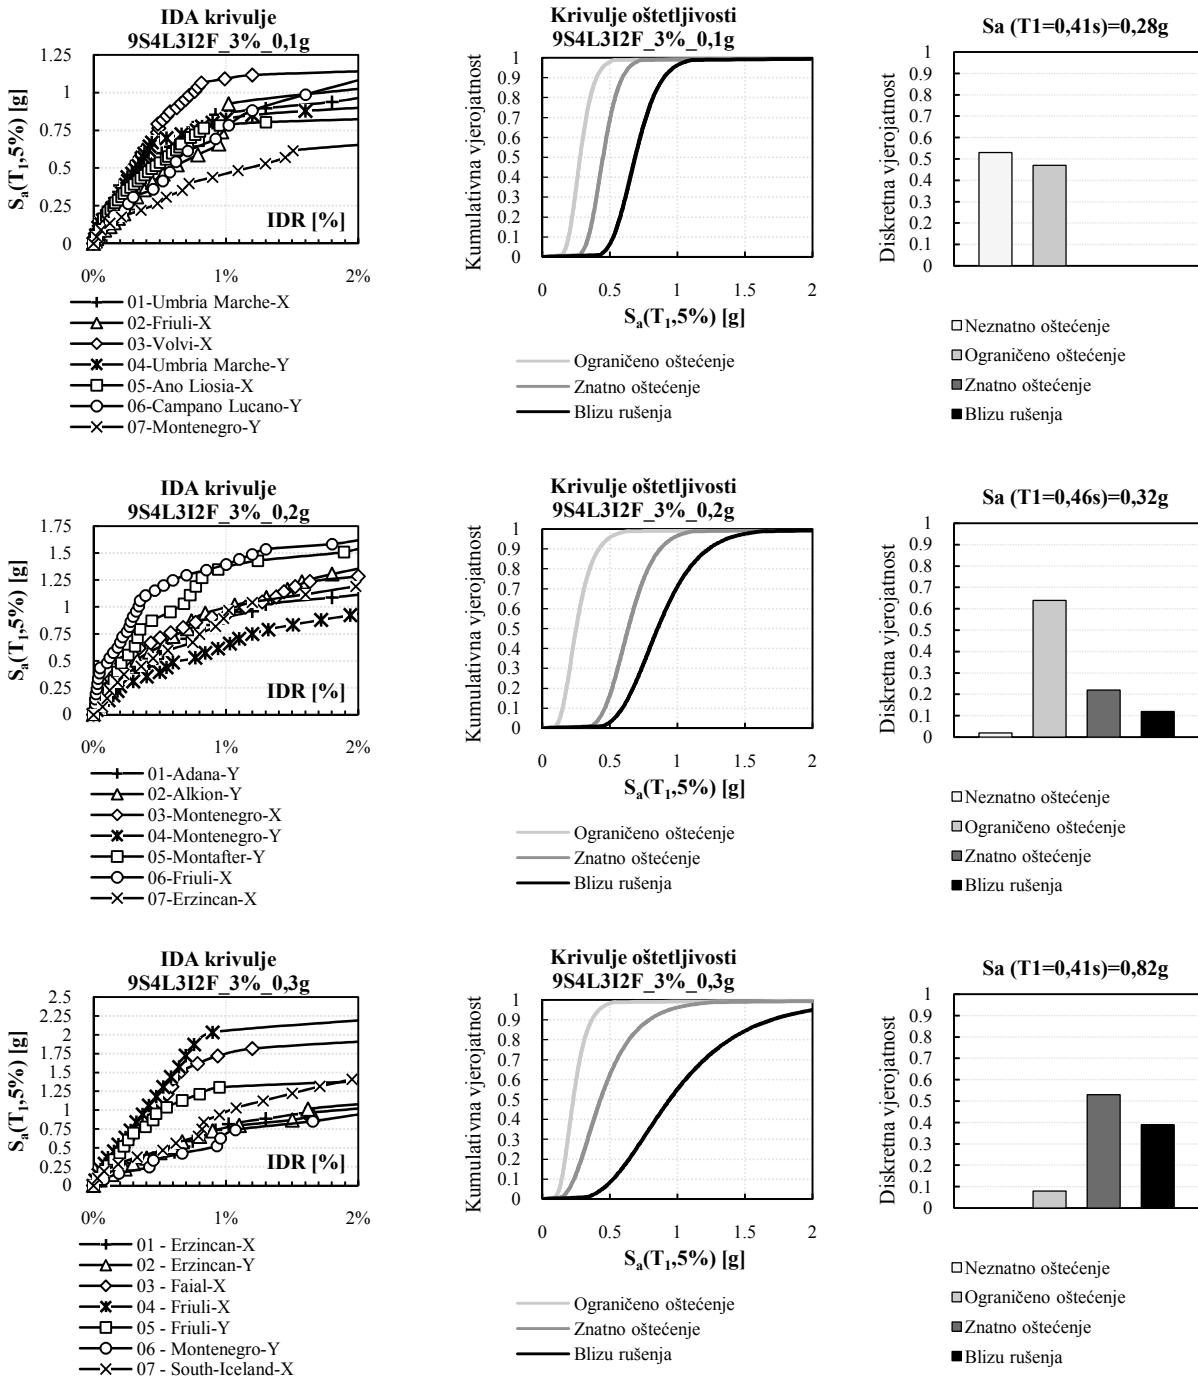 IDA krivulje
9S4L3I2F_3%_0,1g
1.25
1
0.75
0.5
0.25
0
Sa(T1,5%) [g]
IDR [%]
0% 1% 2%
01-Umbria Marche-X
02-Friuli-X
03-Volvi-X
04-Umbria Marche-Y
05-Ano Liosia-X
06-Campano Lucano-Y
07-Montenegro-Y
Krivulje oštetljivosti
9S4L3I2F_3%_0,1g
Kumulativna vjerojatnost
1
0.9
0.8
0.7
0.6
0.5
0.4
0.3
0.2
0.1
0
0 0.5 1 1.5 2
Sa(T1,5%) [g]
Ograničeno oštećenje
Znatno oštećenje
Blizu rušenja
Sa (T1=0,41s)=0,28g
Diskretna vjerojatnost
1
0.9
0.8
0.7
0.6
0.5
0.4
0.3
0.2
0.1
0
Neznatno oštećenje
Ograničeno oštećenje
Znatno oštećenje
Blizu rušenja
IDA krivulje
9S4L3I2F_3%_0,2g
1.75
1.5
1.25
1
0.75
0.5
0.25
0
Sa(T1,5%) [g]
IDR [%]
0% 1% 2%
01-Adana-Y
02-Alkion-Y
03-Montenegro-X
04-Montenegro-Y
05-Montafter-Y
06-Friuli-X
07-Erzincan-X
Krivulje oštetljivosti
9S4L3I2F_3%_0,2g
Kumulativna vjerojatnost
1
0.9
0.8
0.7
0.6
0.5
0.4
0.3
0.2
0.1
0
0 0.5 1 1.5 2
Sa(T1,5%) [g]
Ograničeno oštećenje
Znatno oštećenje
Blizu rušenja
Sa (T1=0,46s)=0,32g
Diskretna vjerojatnost
1
0.9
0.8
0.7
0.6
0.5
0.4
0.3
0.2
0.1
0
Neznatno oštećenje
Ograničeno oštećenje
Znatno oštećenje
Blizu rušenja
IDA krivulje
9S4L3I2F_3%_0,3g
2.5
2.25
2
1.75
1.5
1.25
1
0.75
0.5
0.25
0
Sa(T1,5%) [g]
IDR [%]
0% 1% 2%
01 - Erzincan-X
02 - Erzincan-Y
03 - Faial-X
04 - Friuli-X
05 - Friuli-Y
06 - Montenegro-Y
07 - South-Iceland-X
Krivulje oštetljivosti
9S4L3I2F_3%_0,3g
Kumulativna vjerojatnost
1
0.9
0.8
0.7
0.6
0.5
0.4
0.3
0.2
0.1
0
0 0.5 1 1.5 2
Sa(T1,5%) [g]
Ograničeno oštećenje
Znatno oštećenje
Blizu rušenja
Sa (T1=0,41s)=0,82g
Diskretna vjerojatnost
1
0.9
0.8
0.7
0.6
0.5
0.4
0.3
0.2
0.1
0
Neznatno oštećenje
Ograničeno oštećenje
Znatno oštećenje
Blizu rušenja